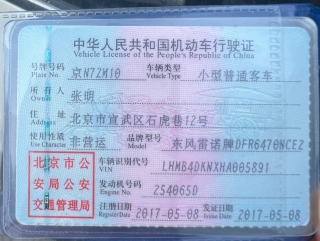 中华人民共和国机动车行驶证
Vehicle License of the People's Republic of China
号牌号码 京N7ZM10 车辆类型 小型普通客车
Plate No. Vehicle Type
所有人 张明
Owner
住址 北京市宣武区石虎巷12号
Address
使用性质 非营运 品牌型号 东风雷诺牌DFR6470NCE2
Use Character Model
北京市公安局公安交通管理局
车辆识别代号 LHMB4DKNXHA005891
VIN
发动机号码 2540650
Engine No.
注册日期 2017-05-08 发证日期 2017-05-08
Register Date Issue Date